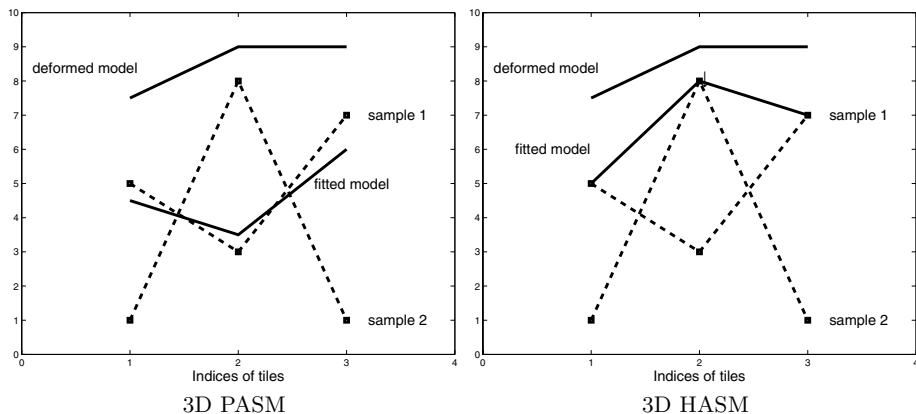 10
9
8
7
6
5
4
3
2
1
0
0 1 2 3 4
deformed model
sample 1
fitted model
sample 2
Indices of tiles
3D PASM
10
9
8
7
6
5
4
3
2
1
0
0 1 2 3 4
deformed model
fitted model
sample 1
sample 2
Indices of tiles
3D HASM